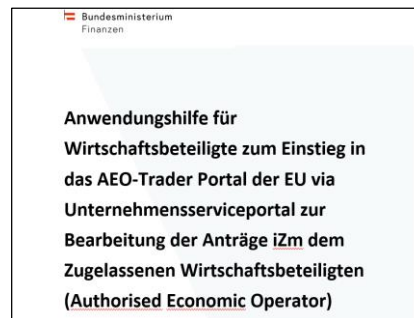 Bundesministerium
Finanzen
Anwendungshilfe für
Wirtschaftsbeteiligte zum Einstieg in
das AEO-Trader Portal der EU via
Unternehmensserviceportal zur
Bearbeitung der Anträge iZm dem
Zugelassenen Wirtschaftsbeteiligten
(Authorised Economic Operator)